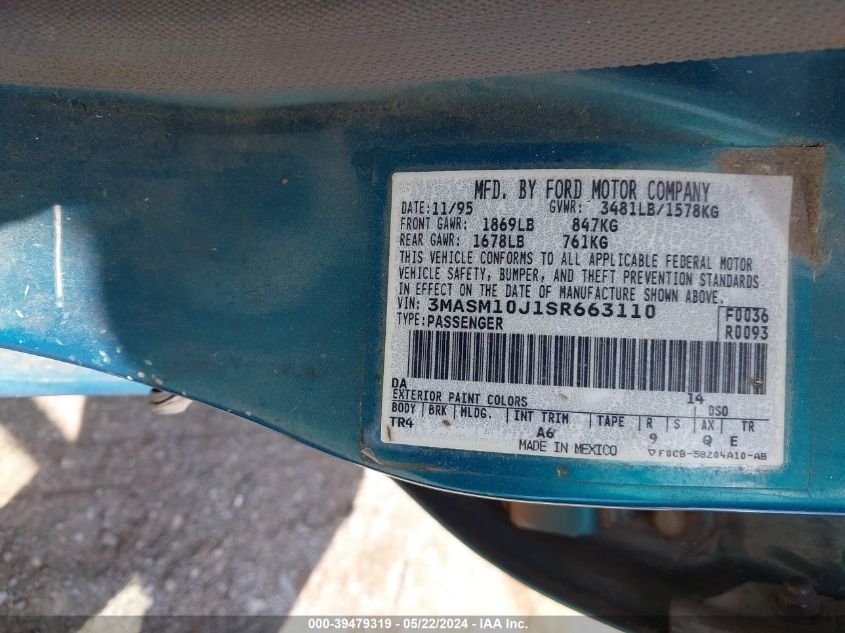 MFD. BY FORD MOTOR COMPANY
DATE: 11/95 GVWR: 3481LB/1578KG
FRONT GAWR: 1869LB 847KG
REAR GAWR: 1678LB 761KG
THIS VEHICLE CONFORMS TO ALL APPLICABLE FEDERAL MOTOR
VEHICLE SAFETY, BUMPER, AND THEFT PREVENTION STANDARDS
IN EFFECT ON THE DATE OF MANUFACTURE SHOWN ABOVE.
VIN: 3MASM10J1SR663110 F0036
TYPE: PASSENGER R0093
DA 14
EXTERIOR PAINT COLORS DSO
BODY BRK MLDG. INT TRIM TAPE R S AX TR
TR4 A6 9 Q E
MADE IN MEXICO ▽F0CB-58204A10-AB
000-39479319 - 05/22/2024 - IAA Inc.